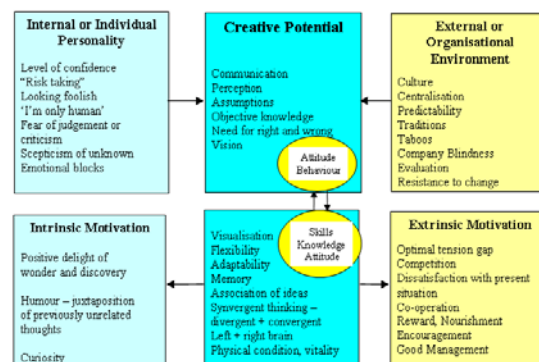 Internal or Individual
Personality
Level of confidence
“Risk taking”
Looking foolish
‘I’m only human’
Fear of judgement or
criticism
Scepticism of unknown
Emotional blocks
Creative Potential
Communication
Perception
Assumptions
Objective knowledge
Need for right and wrong
Vision
Attitude
Behaviour
External or
Organisational
Environment
Culture
Centralisation
Predictability
Traditions
Taboos
Company Blindness
Evaluation
Resistance to change
Intrinsic Motivation
Positive delight of
wonder and discovery
Humour – juxtaposition
of previously unrelated
thoughts
Curiosity
Skills
Knowledge
Attitude
Visualisation
Flexibility
Adaptability
Memory
Association of ideas
Synvergent thinking –
divergent + convergent
Left + right brain
Physical condition, vitality
Extrinsic Motivation
Optimal tension gap
Competition
Dissatisfaction with present
situation
Co-operation
Reward, Nourishment
Encouragement
Good Management